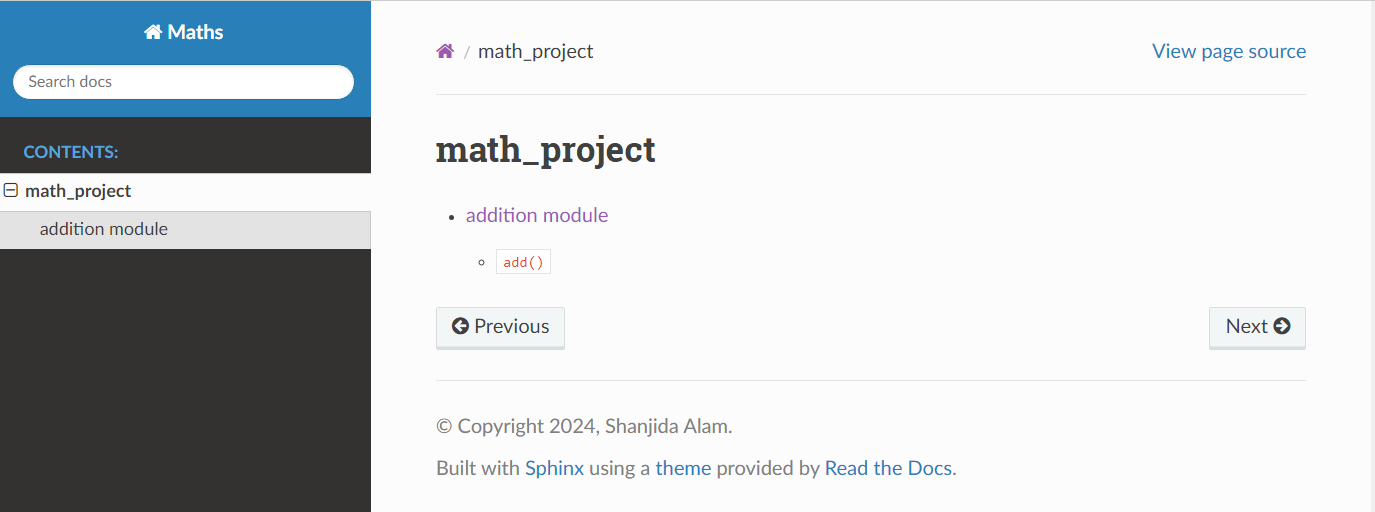 Maths
Search docs
CONTENTS:
math_project
addition module
/ math_project
View page source
math_project
• addition module
◦ add()
Previous
Next
© Copyright 2024, Shanjida Alam.
Built with Sphinx using a theme provided by Read the Docs.